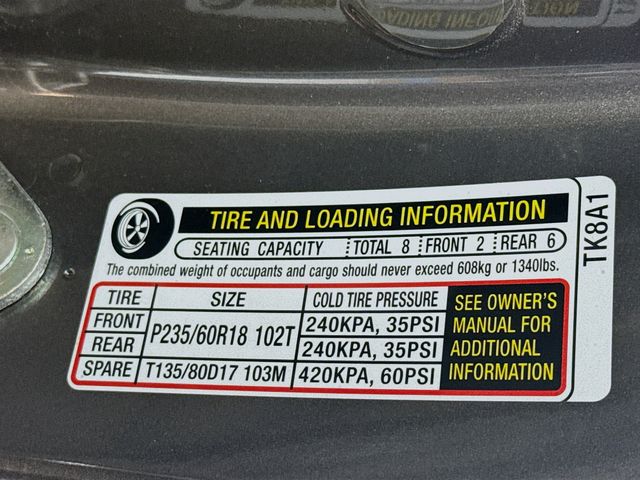 TIRE AND LOADING INFORMATION
SEATING CAPACITY TOTAL 8 FRONT 2 REAR 6
The combined weight of occupants and cargo should never exceed 608kg or 1340lbs.
TIRE SIZE COLD TIRE PRESSURE
FRONT P235/60R18 102T 240KPA, 35PSI
REAR 240KPA, 35PSI
SPARE T135/80D17 103M 420KPA, 60PSI
SEE OWNER'S
MANUAL FOR
ADDITIONAL
INFORMATION
TK8A1